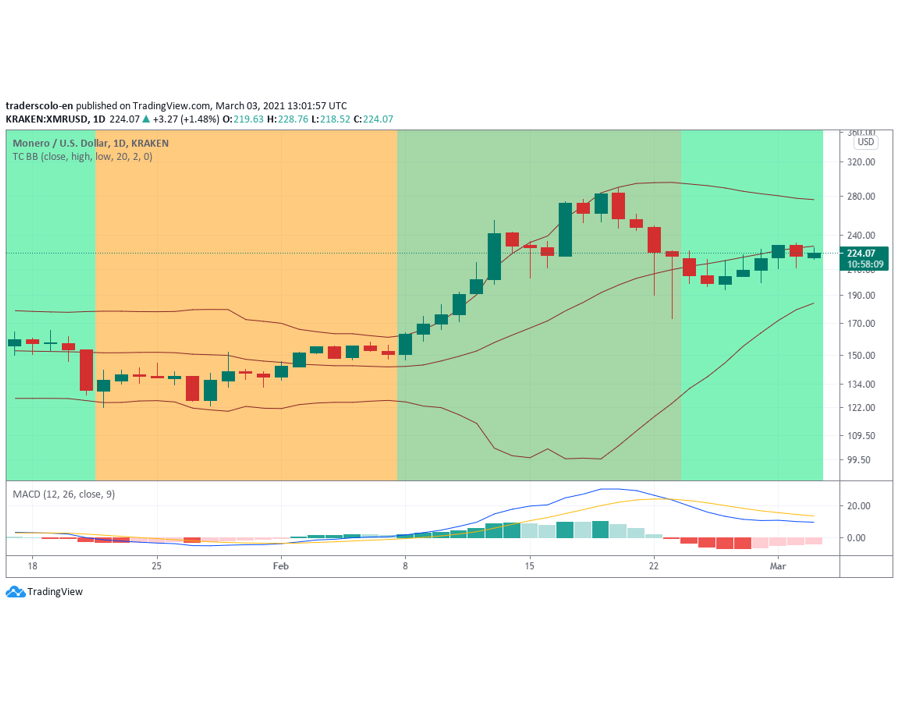 traderscolo-en published on TradingView.com, March 03, 2021 13:01:57 UTC
KRAKEN:XMRUSD, 1D 224.07 ▲ +3.27 (+1.48%) O:219.63 H:228.76 L:218.52 C:224.07
Monero / U.S. Dollar, 1D, KRAKEN
TC BB (close, high, low, 20, 2, 0)
360.00
USD
320.00
280.00
240.00
224.07
10:58:09
210.00
190.00
170.00
150.00
134.00
122.00
109.50
99.50
MACD (12, 26, close, 9)
20.00
0.00
18 25 Feb 8 15 22 Mar
TradingView